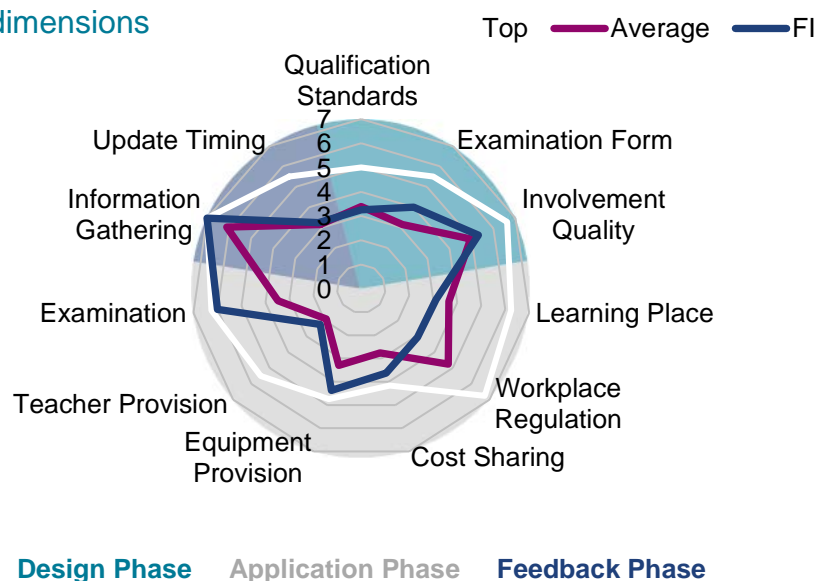 dimensions
Top Average FI
Qualification
Standards
Update Timing
Examination Form
Information
Gathering
Involvement
Quality
7
6
5
4
3
2
1
0
Examination
Learning Place
Teacher Provision
Workplace
Regulation
Equipment
Provision
Cost Sharing
Design Phase Application Phase Feedback Phase